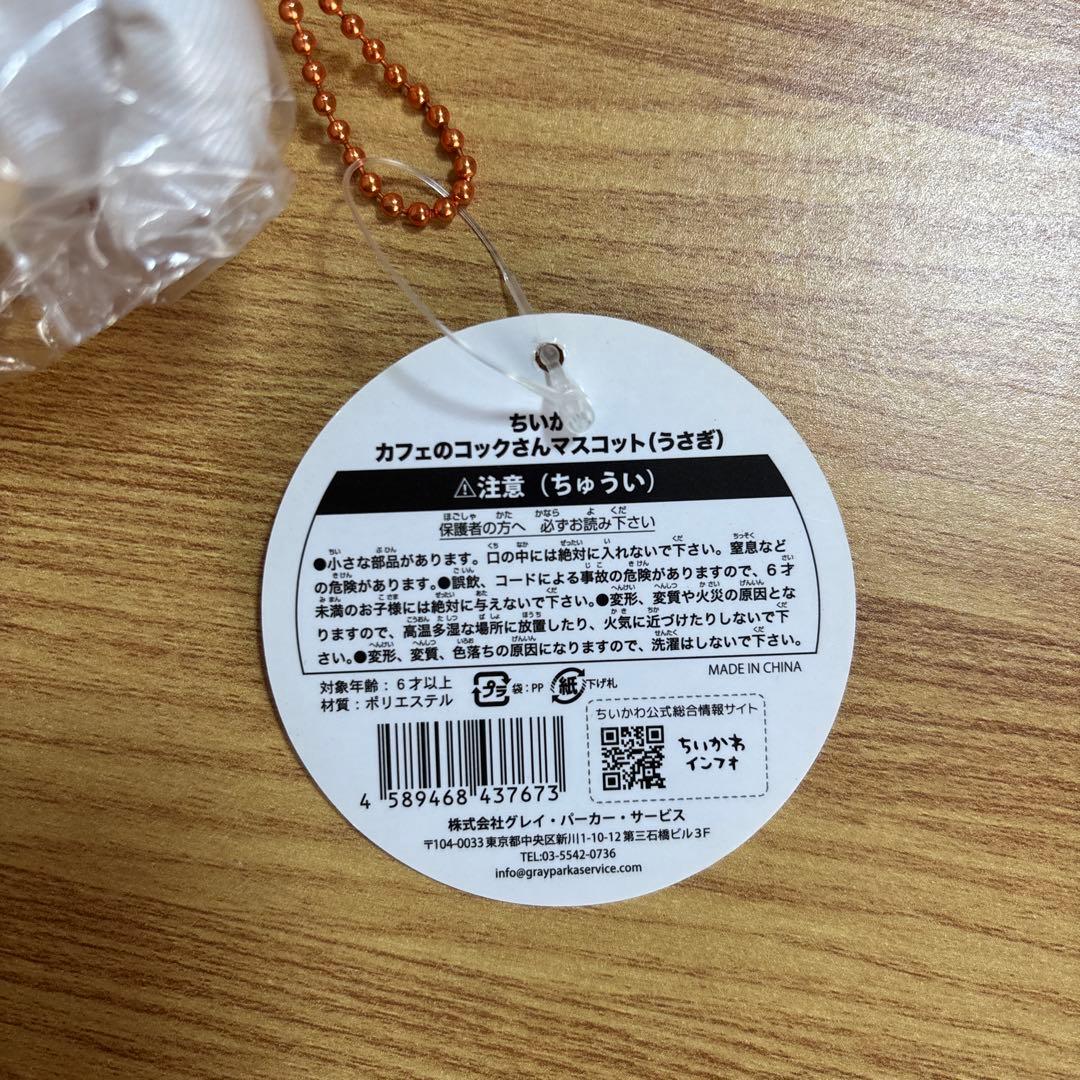 ちいか
カフェのコックさんマスコット(うさぎ)
⚠注意(ちゅうい)
保護者の方へ 必ずお読み下さい
●小さな部品があります。口の中には絶対に入れないで下さい。窒息など
の危険があります。●誤飲、コードによる事故の危険がありますので、6才
未満のお子様には絶対に与えないで下さい。●変形、変質や火災の原因とな
りますので、高温多湿な場所に放置したり、火気に近づけたりしないで下
さい。●変形、変質、色落ちの原因になりますので、洗濯はしないで下さい。
MADE IN CHINA
対象年齢:6才以上
材質:ポリエステル
プラ 袋:PP 紙 下げ札
ちいかわ公式総合情報サイト
ちいかわ
インフォ
4 589468 437673
株式会社グレイ・パーカー・サービス
〒104-0033 東京都中央区新川1-10-12 第三石橋ビル3F
TEL:03-5542-0736
info@grayparkaservice.com